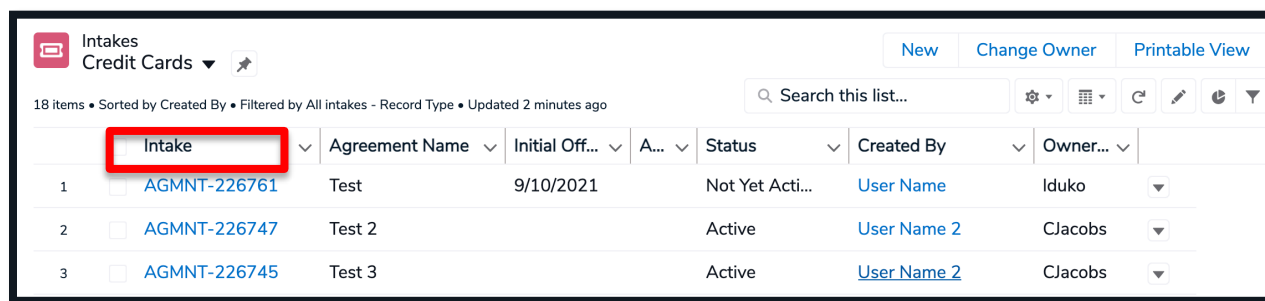 Intakes
Credit Cards
New Change Owner Printable View
18 items • Sorted by Created By • Filtered by All intakes - Record Type • Updated 2 minutes ago
Search this list...
Intake Agreement Name Initial Off... A... Status Created By Owner...
1 AGMNT-226761 Test 9/10/2021 Not Yet Acti... User Name Iduko
2 AGMNT-226747 Test 2 Active User Name 2 CJacobs
3 AGMNT-226745 Test 3 Active User Name 2 CJacobs